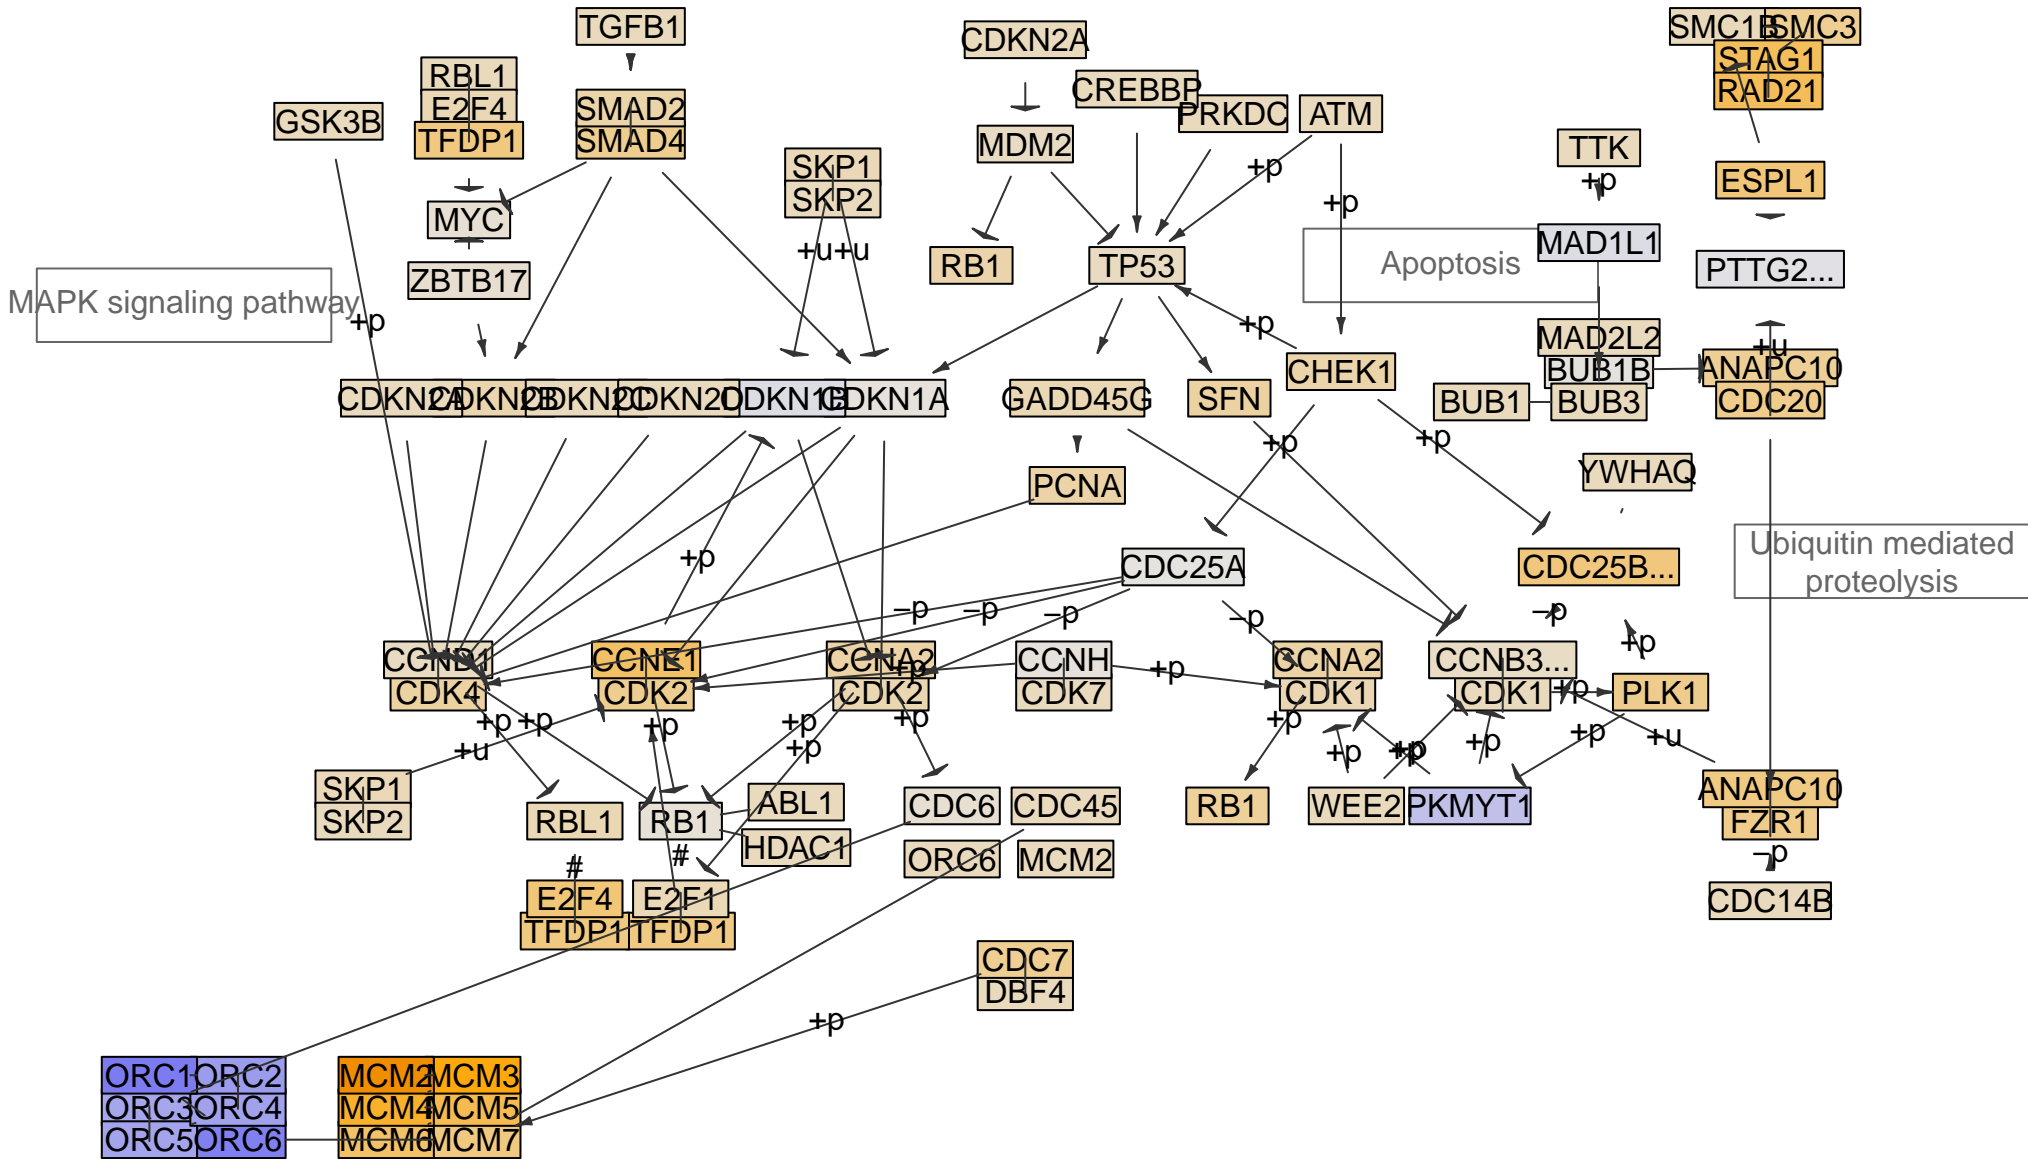 TGFB1
CDKN2A
SMC1B
SMC3
STAG1
RAD21
RBL1
E2F4
TFDP1
GSK3B
SMAD2
SMAD4
CREBBP
PRKDC
ATM
MDM2
SKP1
SKP2
TTK
+p
ESPL1
+p
+p
MYC
+u+u
RB1
TP53
Apoptosis
MAD1L1
PTTG2...
ZBTB17
MAPK signaling pathway
+p
+p
MAD2L2
BUB1B
BUB3
BUB1
+u
ANAPC10
CDC20
CHEK1
CDKN2A
CDKN2B
CDKN2C
CDKN2D
CDKN1B
CDKN1A
GADD45G
SFN
+p
+p
YWHAQ
PCNA
+p
CDC25A
CDC25B...
Ubiquitin mediated
proteolysis
−p
−p
−p
−p
−p
+p
CCND1
CDK4
CCNE1
CDK2
CCNA2
CDK2
+p
CCNH
CDK7
+p
CCNA2
CDK1
CCNB3...
CDK1
+p
PLK1
+p
+p
+u
+p
+p
+p
+p
+p
+p
+p
+p
+p
+p
+u
SKP1
SKP2
RBL1
RB1
ABL1
HDAC1
CDC6
CDC45
ORC6
MCM2
RB1
WEE2
PKMYT1
ANAPC10
FZR1
−p
CDC14B
#
#
E2F4
TFDP1
E2F1
TFDP1
CDC7
DBF4
+p
ORC1
ORC2
ORC3
ORC4
ORC5
ORC6
MCM2
MCM3
MCM4
MCM5
MCM6
MCM7